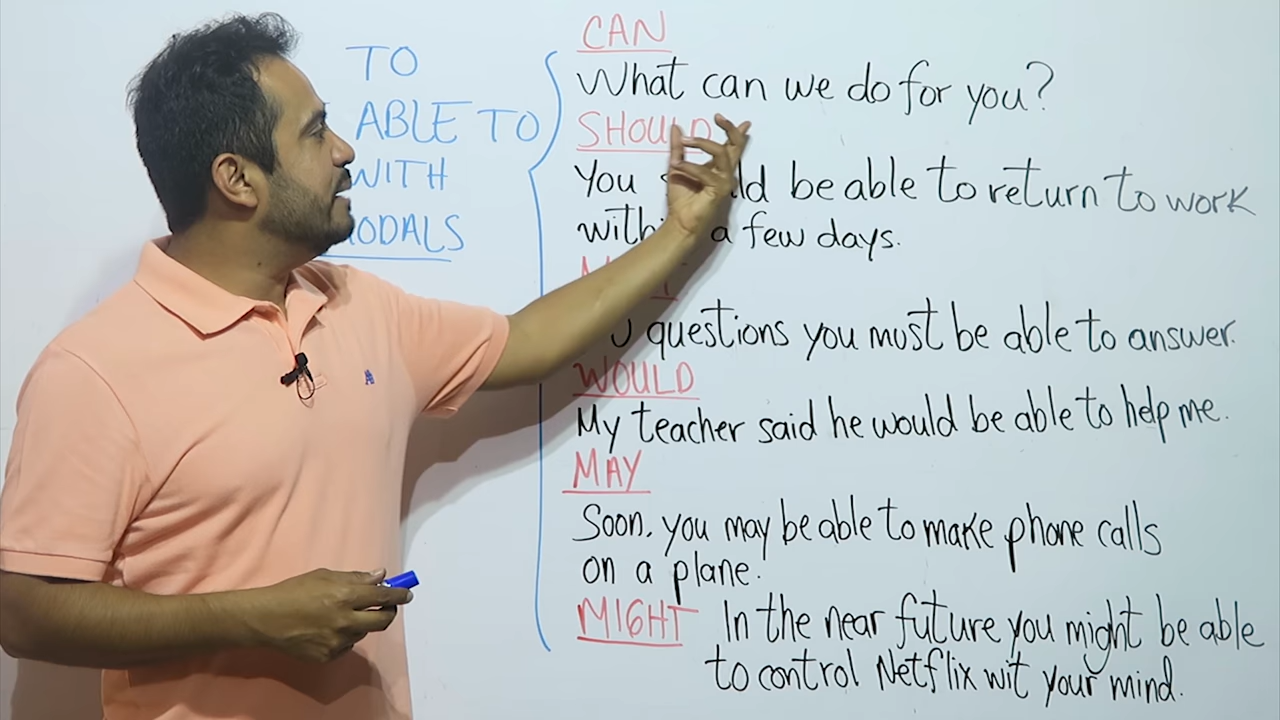 TO
ABLE TO
WITH
MODALS
CAN
What can we do for you?
SHOULD
You should be able to return to work
within a few days.
questions you must be able to answer.
WOULD
My teacher said he would be able to help me.
MAY
Soon, you may be able to make phone calls
on a plane.
MIGHT In the near future you might be able
to control Netflix wit your mind.